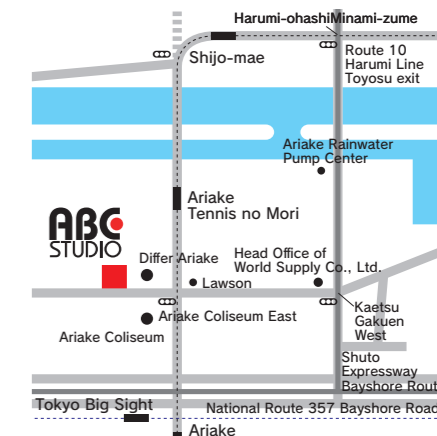 Harumi-ohashiMinami-zume
Shijo-mae
Route 10
Harumi Line
Toyosu exit
Ariake Rainwater
Pump Center
Ariake
Tennis no Mori
ABC
STUDIO
Differ Ariake
Head Office of
World Supply Co., Ltd.
Lawson
Ariake Coliseum East
Kaetsu
Gakuen
West
Ariake Coliseum
Shuto
Expressway
Bayshore Rout
Tokyo Big Sight
National Route 357 Bayshore Road
Ariake